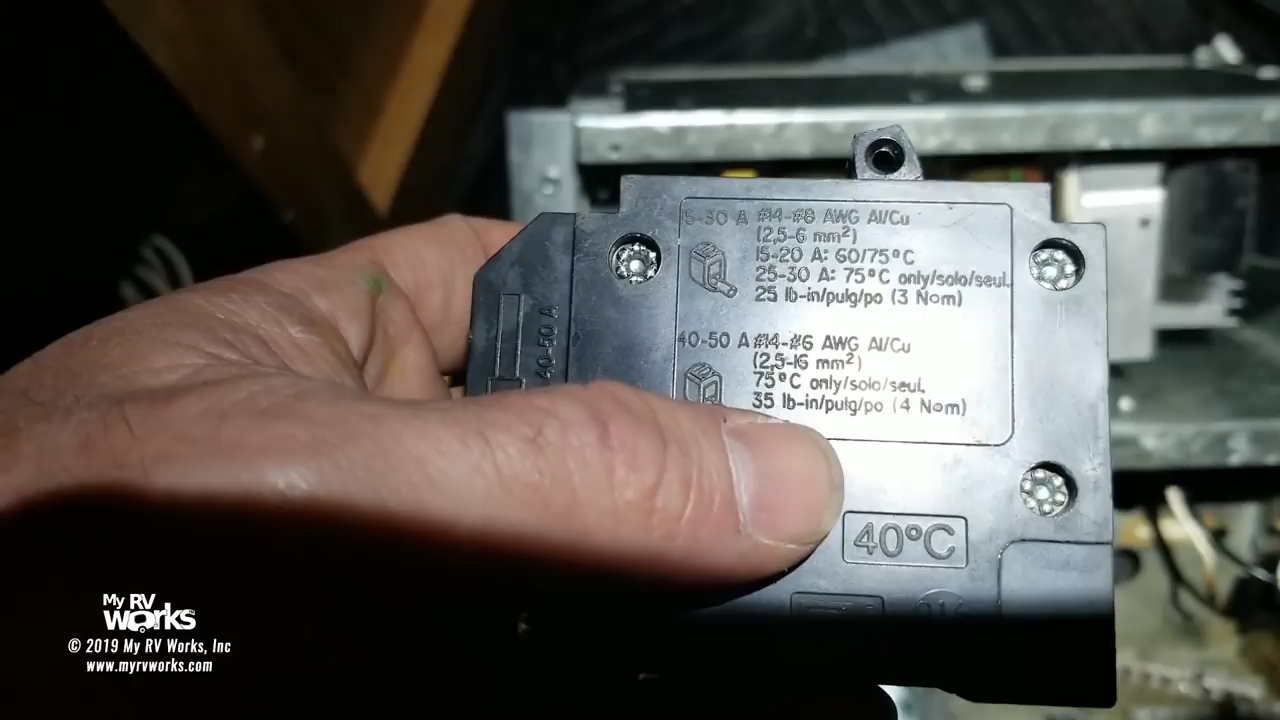 15-30 A #14-#8 AWG Al/Cu
(2,5-6 mm²)
15-20 A: 60/75°C
25-30 A: 75°C only/solo/seul.
25 lb-in/pulg/po (3 Nom)
40-50 A #14-#6 AWG Al/Cu
(2,5-16 mm²)
75°C only/solo/seul.
35 lb-in/pulg/po (4 Nom)
40-50 A
40°C
My RV
works
© 2019 My RV Works, Inc
www.myrvworks.com